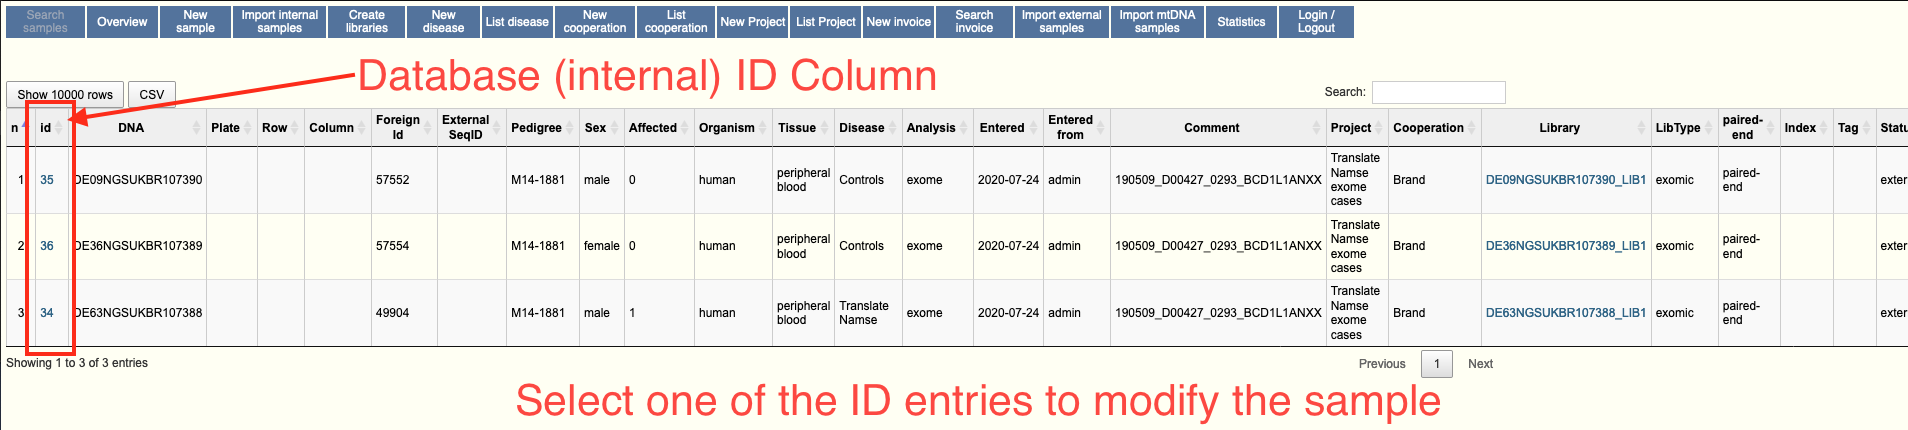 Search samples Overview New sample Import internal samples Create libraries New disease List disease New cooperation List cooperation New Project List Project New invoice Search invoice Import external samples Import mtDNA samples Statistics Login / Logout
Database (internal) ID Column
Show 10000 rows CSV Search:
n id DNA Plate Row Column Foreign Id External SeqID Pedigree Sex Affected Organism Tissue Disease Analysis Entered Entered from Comment Project Cooperation Library LibType paired-end Index Tag
1 35 DE09NGSUKBR107390 57552 M14-1881 male 0 human peripheral blood Controls exome 2020-07-24 admin 190509_D00427_0293_BCD1L1ANXX Translate Namse exome cases Brand DE09NGSUKBR107390_LIB1 exomic paired-end
2 36 DE36NGSUKBR107389 57554 M14-1881 female 0 human peripheral blood Controls exome 2020-07-24 admin 190509_D00427_0293_BCD1L1ANXX Translate Namse exome cases Brand DE36NGSUKBR107389_LIB1 exomic paired-end
3 34 DE63NGSUKBR107388 49904 M14-1881 male 1 human peripheral blood Translate Namse exome 2020-07-24 admin 190509_D00427_0293_BCD1L1ANXX Translate Namse exome cases Brand DE63NGSUKBR107388_LIB1 exomic paired-end
Showing 1 to 3 of 3 entries Previous 1 Next
Select one of the ID entries to modify the sample